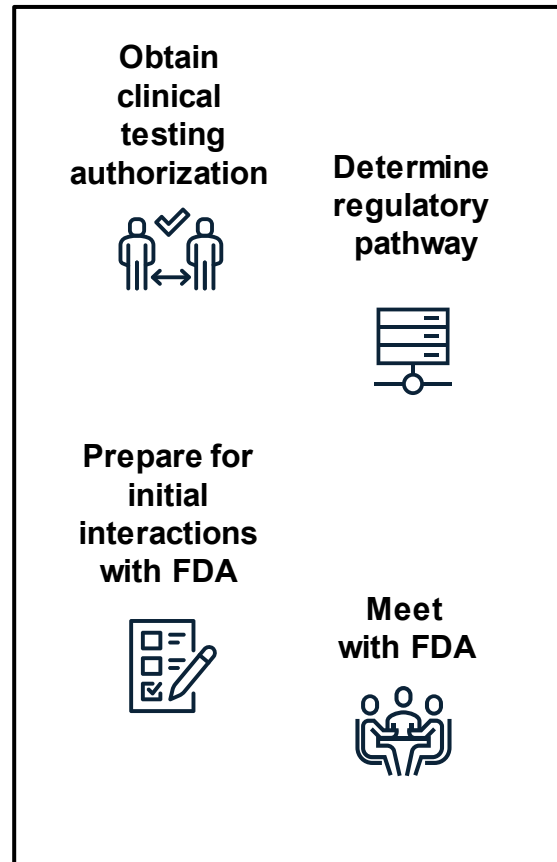 Obtain
clinical
testing
authorization
Determine
regulatory
pathway
Prepare for
initial
interactions
with FDA
Meet
with FDA